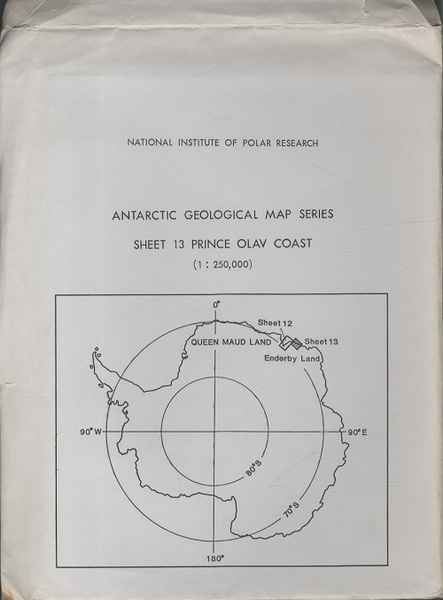 NATIONAL INSTITUTE OF POLAR RESEARCH
ANTARCTIC GEOLOGICAL MAP SERIES
SHEET 13 PRINCE OLAV COAST
(1 : 250,000)
0°
Sheet 12
QUEEN MAUD LAND
Sheet 13
Enderby Land
90°W
90°E
80°S
70°S
180°